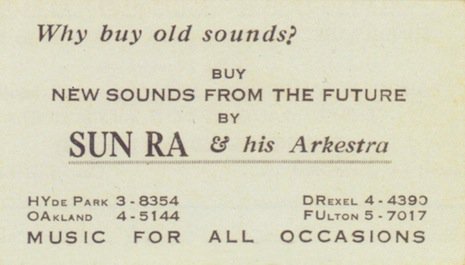 Why buy old sounds?
BUY
NEW SOUNDS FROM THE FUTURE
BY
SUN RA & his Arkestra
HYDE PARK 3-8354 DREXEL 4-4390
OAKLAND 4-5144 FULTON 5-7017
MUSIC FOR ALL OCCASIONS